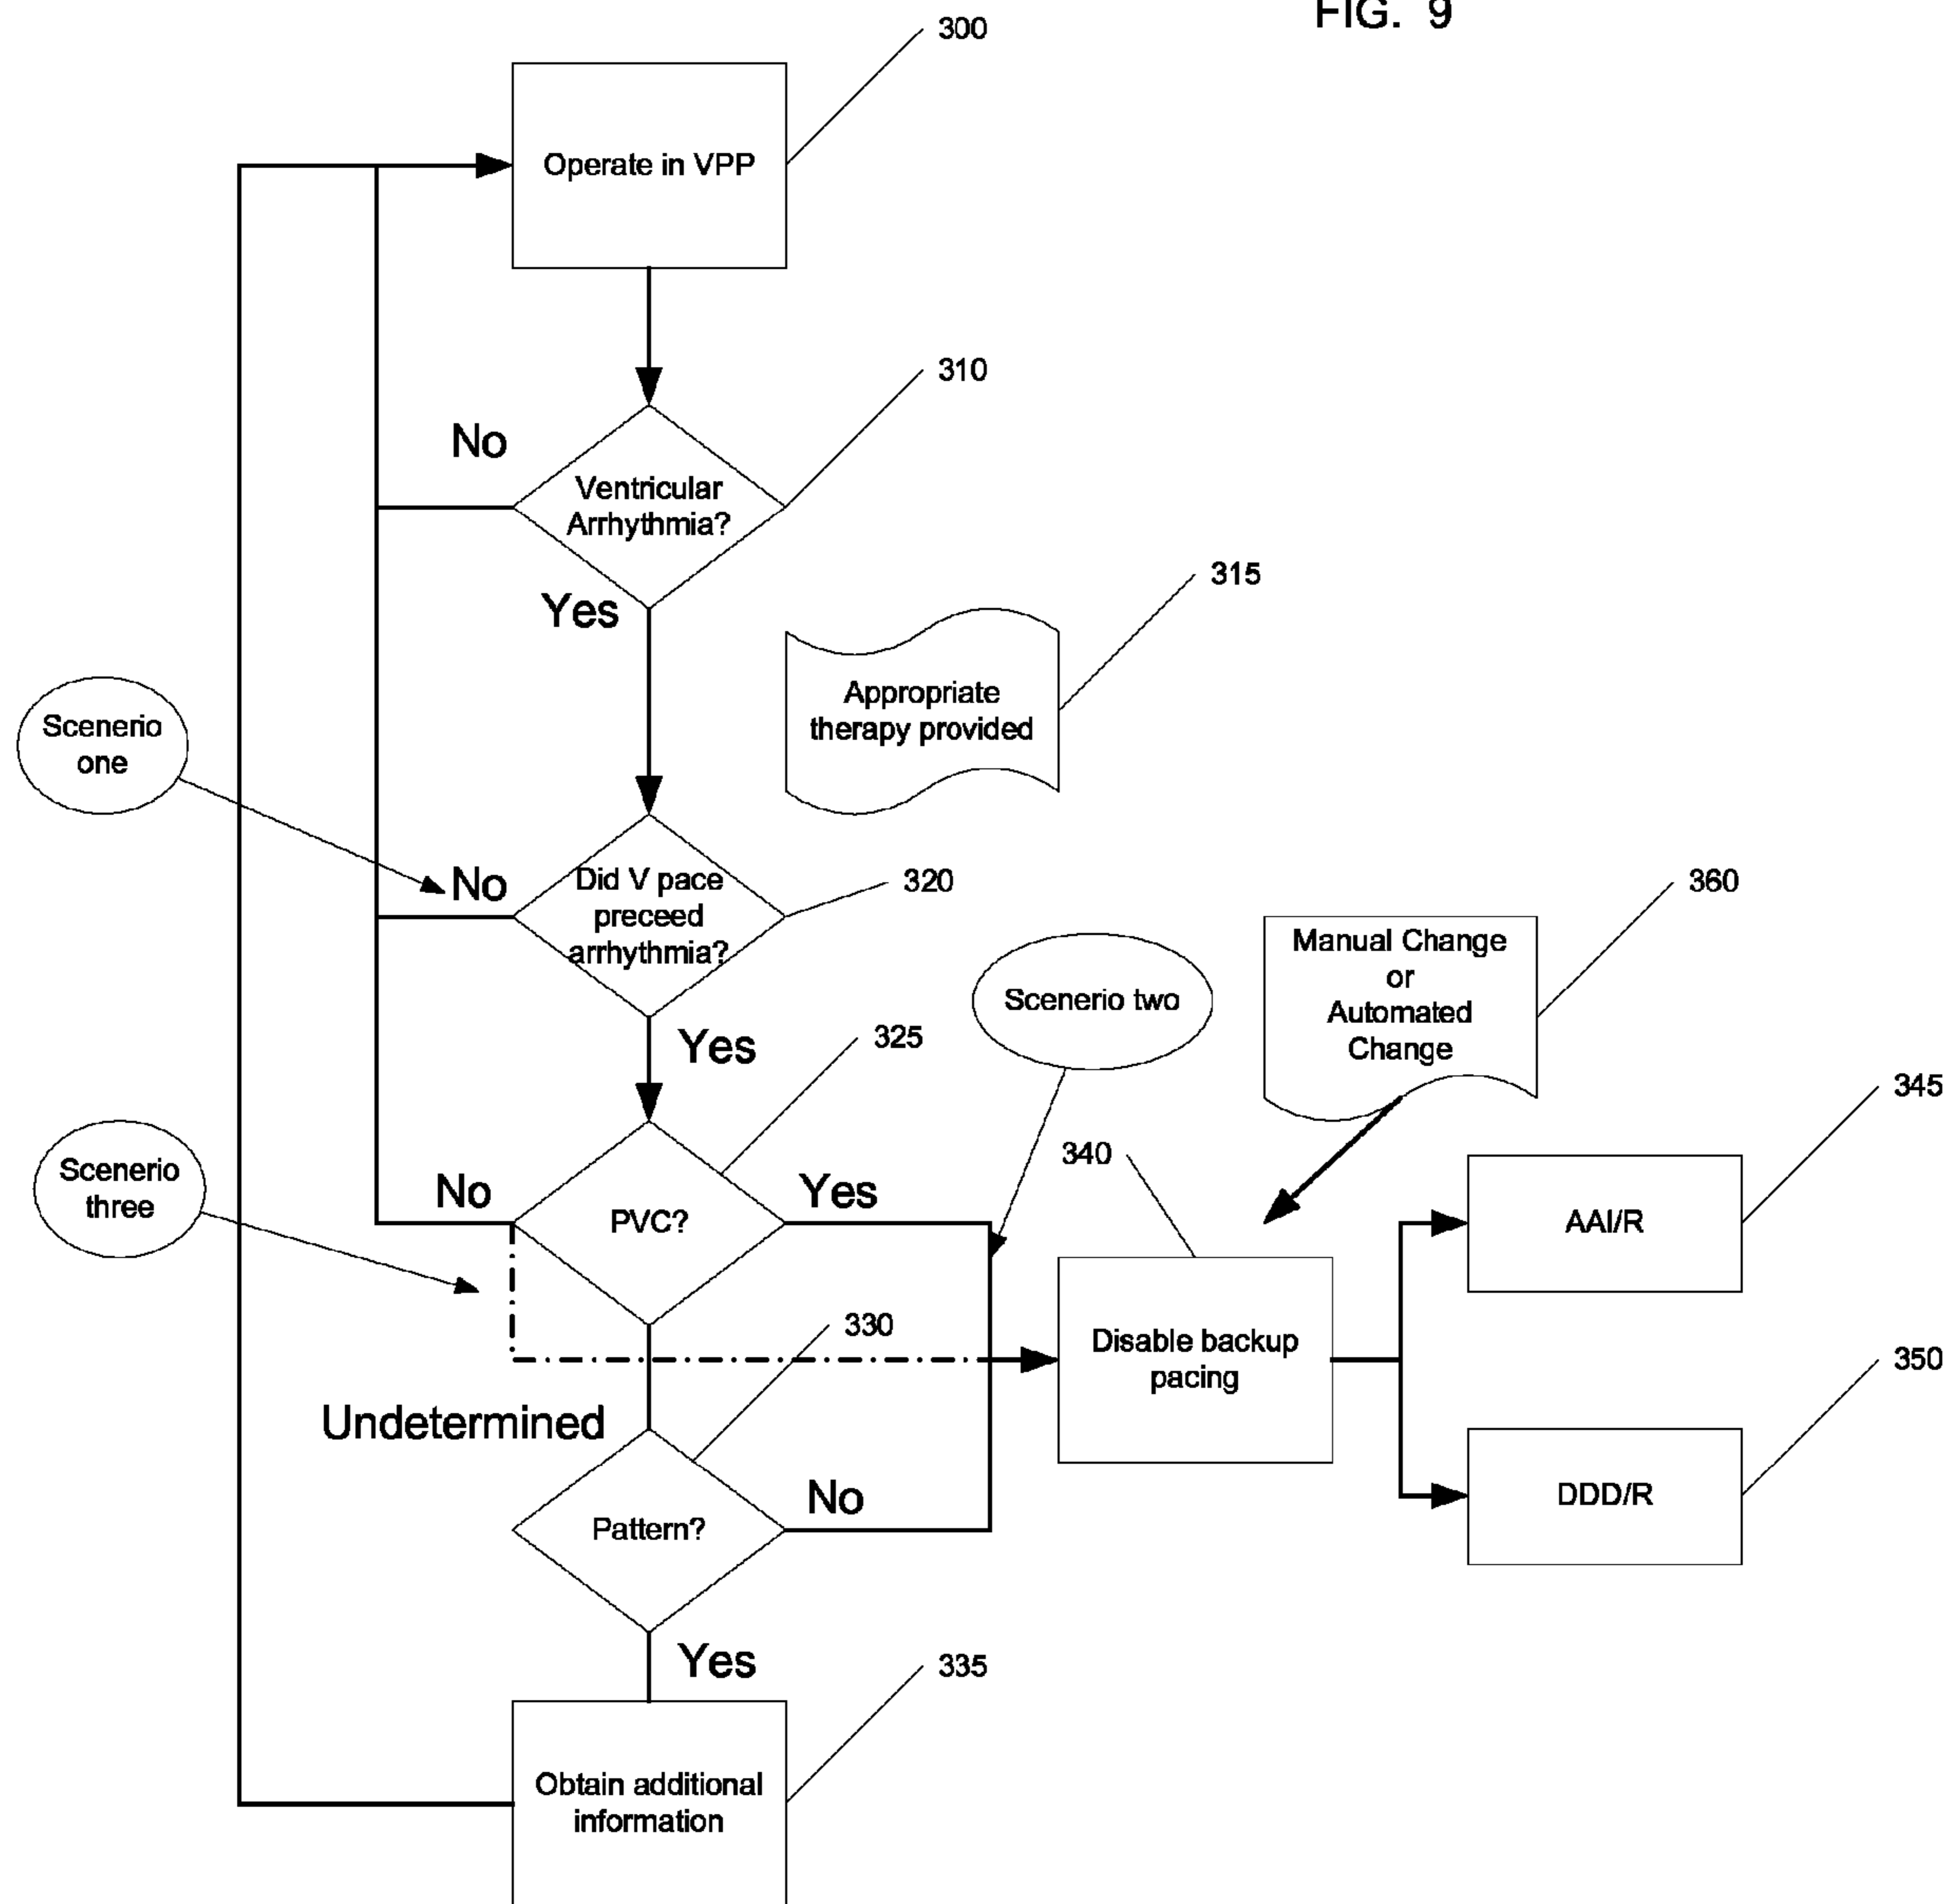 FIG. 9
300
Operate in VPP
310
No
Ventricular
Arrhythmia?
Yes
315
Appropriate
therapy provided
Scenerio
one
No
Did V pace
preceed
arrhythmia?
320
360
Manual Change
or
Automated
Change
Scenerio two
Yes
325
345
340
Scenerio
three
No
PVC?
Yes
AAI/R
330
Disable backup
pacing
350
Undetermined
No
DDD/R
Pattern?
Yes
335
Obtain additional
information